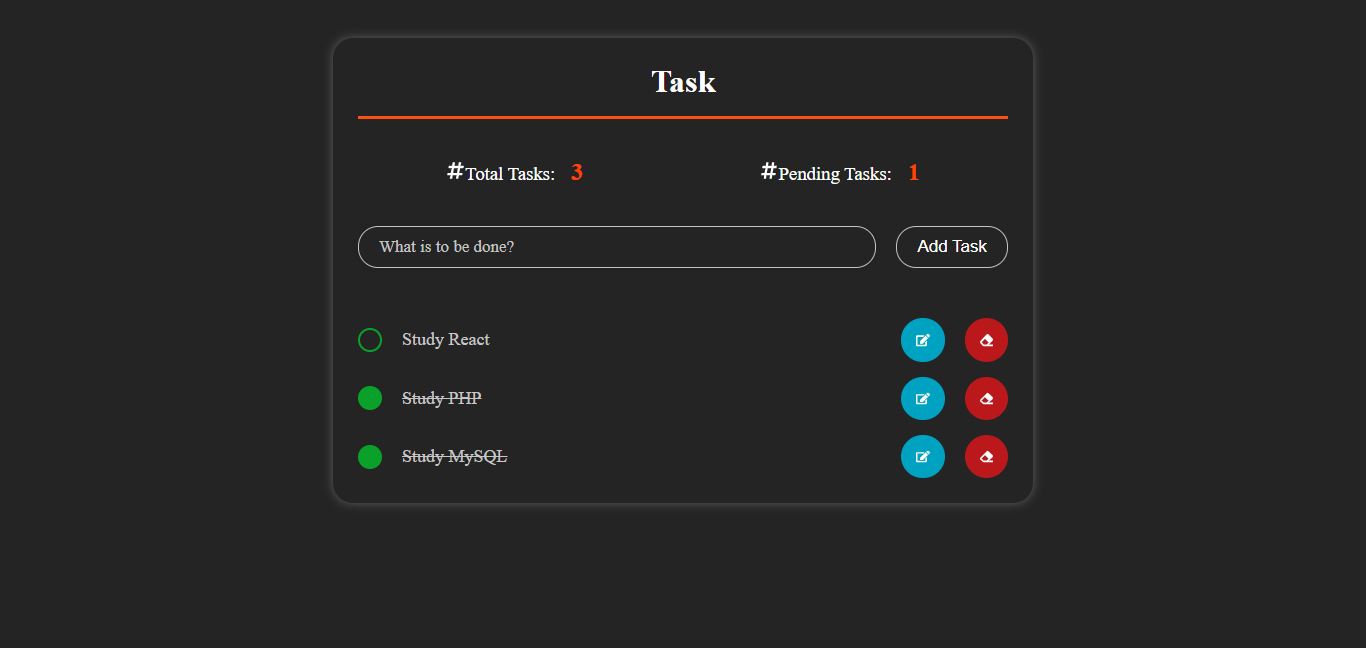 Task
#Total Tasks: 3 #Pending Tasks: 1
What is to be done? Add Task
Study React
Study PHP
Study MySQL